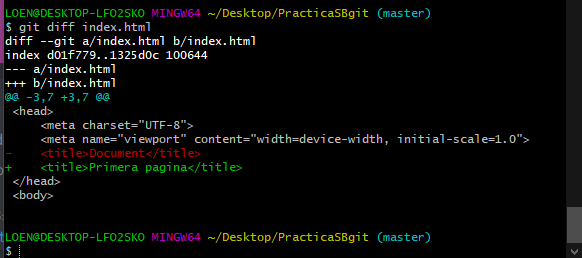 LOEN@DESKTOP-LFO2SKO MINGW64 ~/Desktop/PracticaSBgit (master)
$ git diff index.html
diff --git a/index.html b/index.html
index d01f779..1325d0c 100644
--- a/index.html
+++ b/index.html
@@ -3,7 +3,7 @@
 <head>
     <meta charset="UTF-8">
     <meta name="viewport" content="width=device-width, initial-scale=1.0">
-    <title>Document</title>
+    <title>Primera pagina</title>
 </head>
 <body>
LOEN@DESKTOP-LFO2SKO MINGW64 ~/Desktop/PracticaSBgit (master)
$